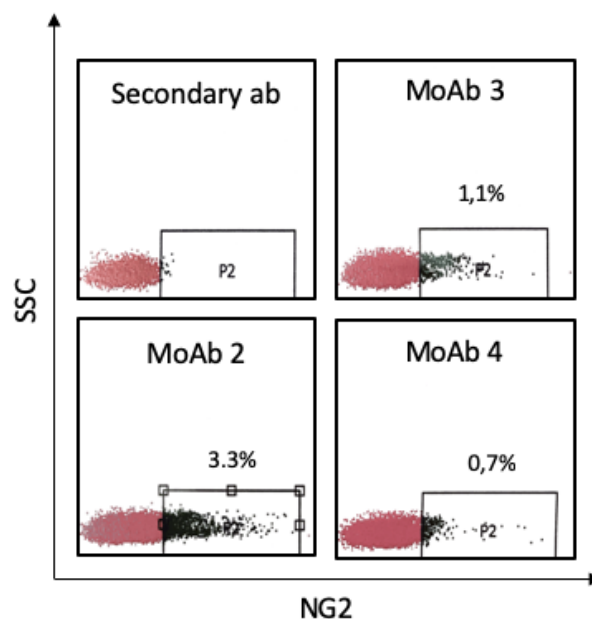 Secondary ab
P2
MoAb 3
1,1%
P2
SSC
MoAb 2
3.3%
P2
MoAb 4
0,7%
P2
NG2